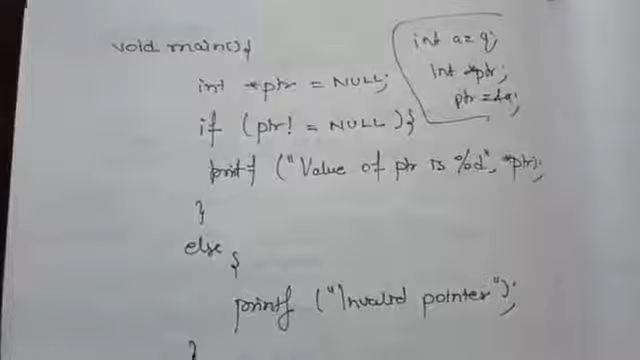 void main(){
int *ptr = NULL;
if (ptr! = NULL){
printf ("Value of ptr is %d", *ptr);
}
else
{
printf ("Invalid pointer");
}
int a = 9;
int *ptr;
ptr = &a;